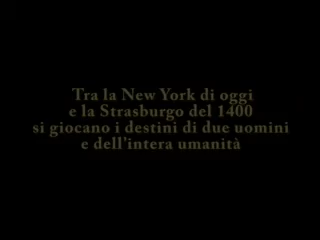 Tra la New York di oggi
e la Strasburgo del 1400
si giocano i destini di due uomini
e dell'intera umanità